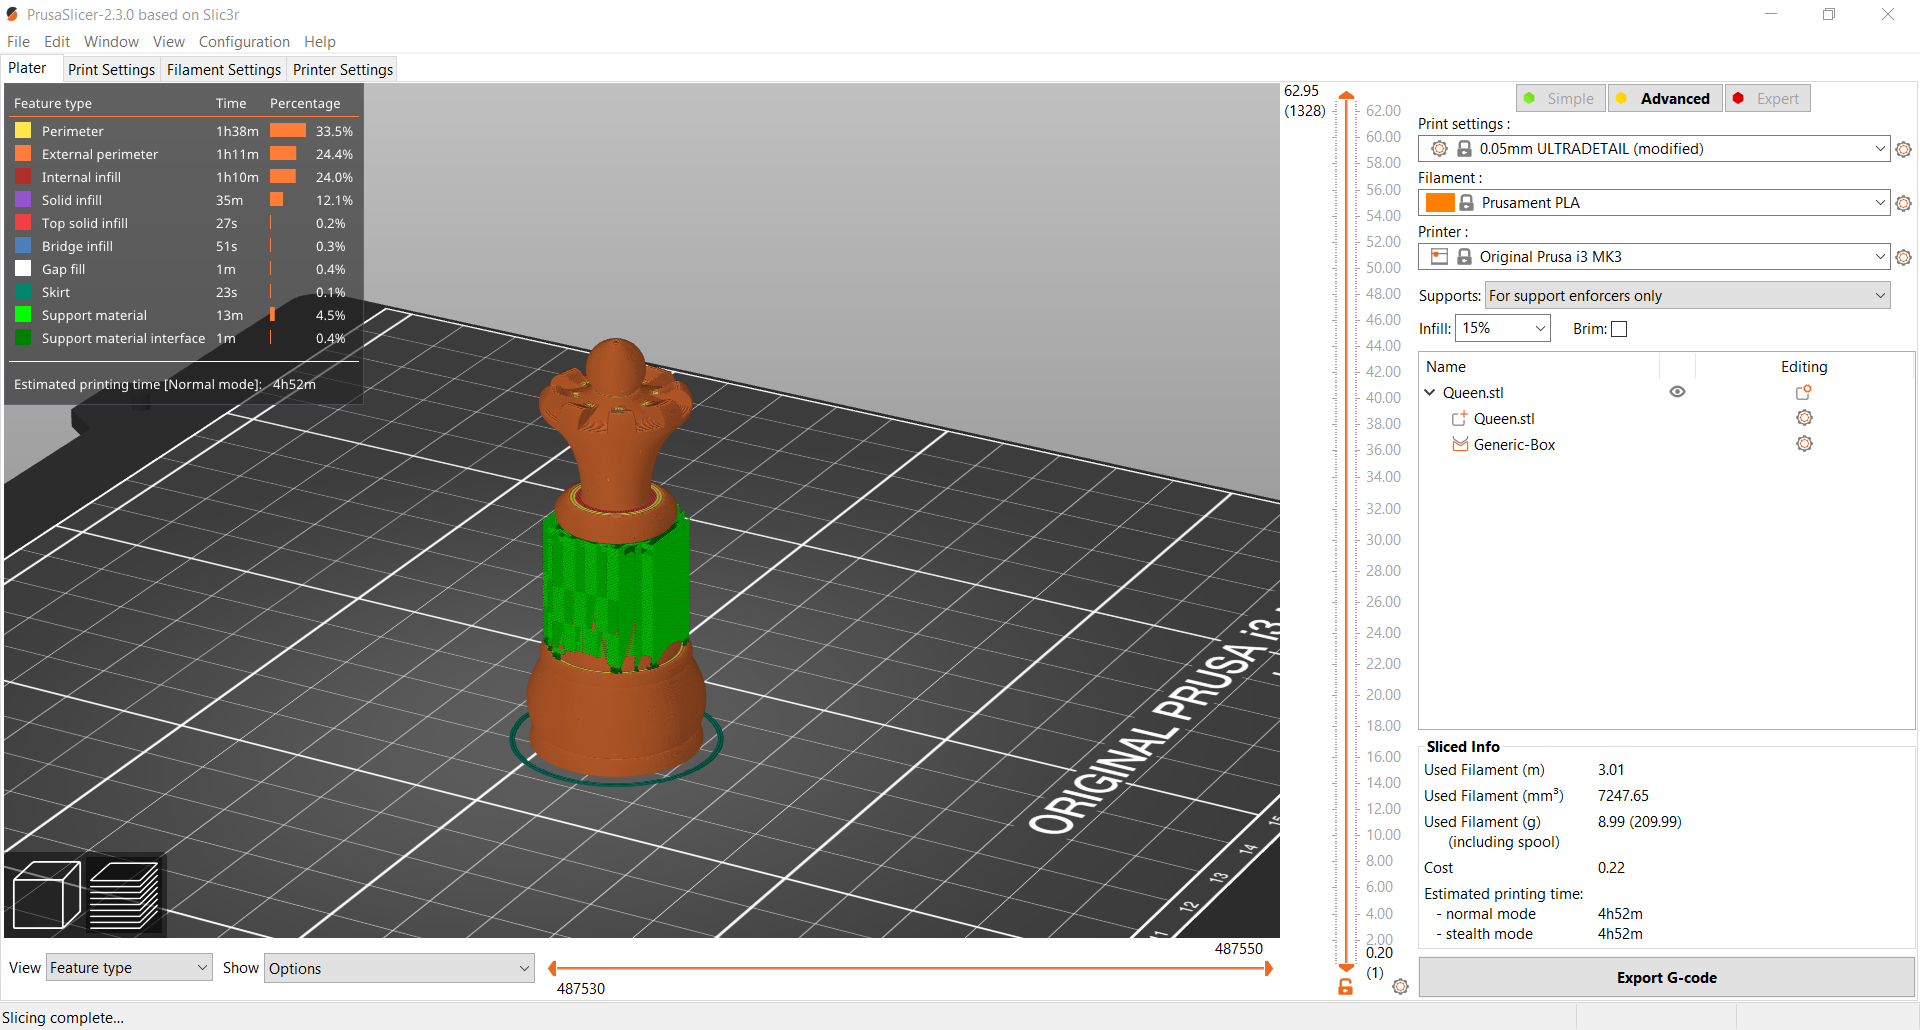 PrusaSlicer-2.3.0 based on Slic3r
File Edit Window View Configuration Help
Plater Print Settings Filament Settings Printer Settings
Feature type Time Percentage
Perimeter 1h38m 33.5%
External perimeter 1h11m 24.4%
Internal infill 1h10m 24.0%
Solid infill 35m 12.1%
Top solid infill 27s 0.2%
Bridge infill 51s 0.3%
Gap fill 1m 0.4%
Skirt 23s 0.1%
Support material 13m 4.5%
Support material interface 1m 0.4%
Estimated printing time [Normal mode]: 4h52m
ORIGINAL PRUSA i3
15
14
13
12
11
62.95
(1328)
62.00
60.00
58.00
56.00
54.00
52.00
50.00
48.00
46.00
44.00
42.00
40.00
38.00
36.00
34.00
32.00
30.00
28.00
26.00
24.00
22.00
20.00
18.00
16.00
14.00
12.00
10.00
8.00
6.00
4.00
2.00
0.20
(1)
Simple Advanced Expert
Print settings :
0.05mm ULTRADETAIL (modified)
Filament :
Prusament PLA
Printer :
Original Prusa i3 MK3
Supports: For support enforcers only
Infill: 15% Brim:
Name Editing
Queen.stl
Queen.stl
Generic-Box
Sliced Info
Used Filament (m) 3.01
Used Filament (mm³) 7247.65
Used Filament (g) 8.99 (209.99)
(including spool)
Cost 0.22
Estimated printing time:
- normal mode 4h52m
- stealth mode 4h52m
Export G-code
View Feature type Show Options
487550
487530
Slicing complete...